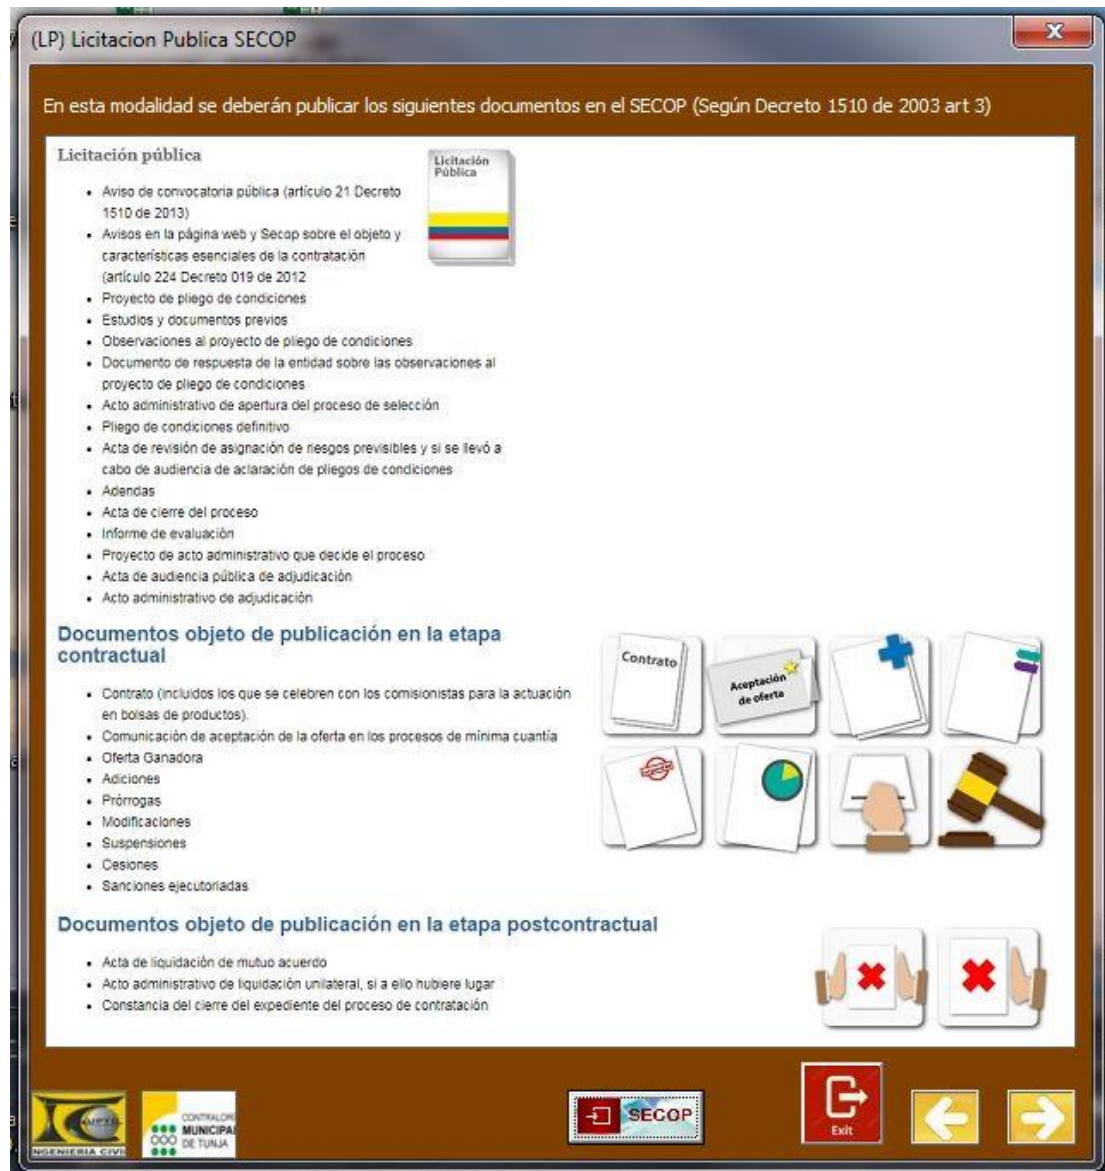 (LP) Licitacion Publica SECOP
En esta modalidad se deberán publicar los siguientes documentos en el SECOP (Según Decreto 1510 de 2003 art 3)
Licitación pública
Licitación
Pública
• Aviso de convocatoria pública (artículo 21 Decreto
1510 de 2013)
• Avisos en la página web y Secop sobre el objeto y
características esenciales de la contratación
(artículo 224 Decreto 019 de 2012
• Proyecto de pliego de condiciones
• Estudios y documentos previos
• Observaciones al proyecto de pliego de condiciones
• Documento de respuesta de la entidad sobre las observaciones al
proyecto de pliego de condiciones
• Acto administrativo de apertura del proceso de selección
• Pliego de condiciones definitivo
• Acta de revisión de asignación de riesgos previsibles y si se llevó a
cabo de audiencia de aclaración de pliegos de condiciones
• Adendas
• Acta de cierre del proceso
• Informe de evaluación
• Proyecto de acto administrativo que decide el proceso
• Acta de audiencia pública de adjudicación
• Acto administrativo de adjudicación
Documentos objeto de publicación en la etapa
contractual
• Contrato (incluidos los que se celebren con los comisionistas para la actuación
en bolsas de productos).
• Comunicación de aceptación de la oferta en los procesos de mínima cuantía
• Oferta Ganadora
• Adiciones
• Prórrogas
• Modificaciones
• Suspensiones
• Cesiones
• Sanciones ejecutoriadas
Contrato
Aceptación
de oferta
Documentos objeto de publicación en la etapa postcontractual
• Acta de liquidación de mutuo acuerdo
• Acto administrativo de liquidación unilateral, si a ello hubiere lugar
• Constancia del cierre del expediente del proceso de contratación
UPTC
INGENIERIA CIVIL
CONTRALOR
MUNICIPAL
DE TUNJA
SECOP
Exit